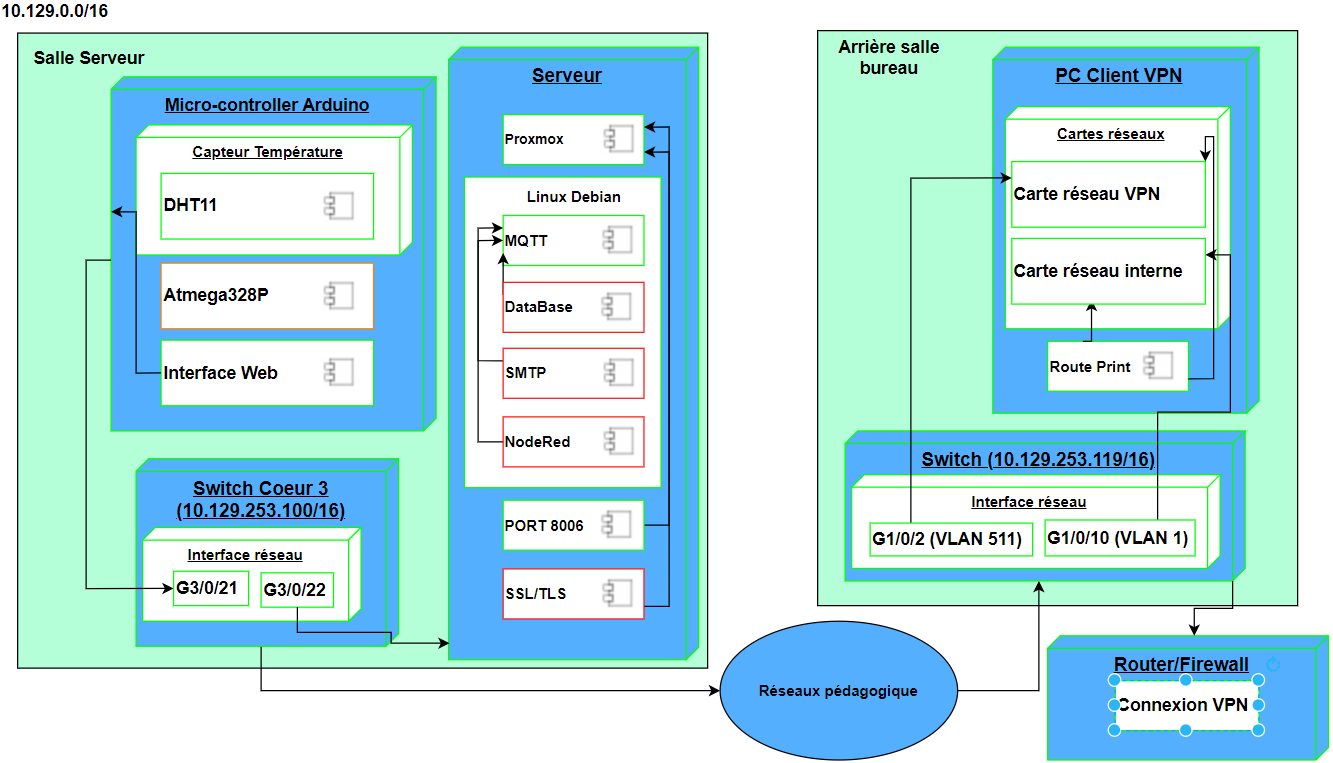 10.129.0.0/16
Salle Serveur
Micro-controller Arduino
Capteur Température
DHT11
Atmega328P
Interface Web
Switch Coeur 3
(10.129.253.100/16)
Interface réseau
G3/0/21
G3/0/22
Serveur
Proxmox
Linux Debian
MQTT
DataBase
SMTP
NodeRed
PORT 8006
SSL/TLS
Réseaux pédagogique
Arrière salle
bureau
PC Client VPN
Cartes réseaux
Carte réseau VPN
Carte réseau interne
Route Print
Switch (10.129.253.119/16)
Interface réseau
G1/0/2 (VLAN 511)
G1/0/10 (VLAN 1)
Router/Firewall
Connexion VPN